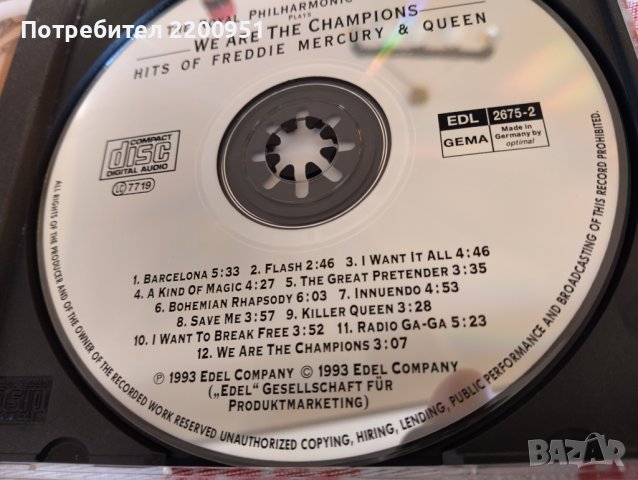 Потребител 2200951
PHILHARMONIC
PLAYS
WE ARE THE CHAMPIONS
HITS OF FREDDIE MERCURY & QUEEN
COMPACT
disc
DIGITAL AUDIO
LC 7719
EDL 2675-2
GEMA Made in Germany by optimal
1. BARCELONA 5:33 2. FLASH 2:46 3. I WANT IT ALL 4:46
4. A KIND OF MAGIC 4:27 5. THE GREAT PRETENDER 3:35
6. BOHEMIAN RHAPSODY 6:03 7. INNUENDO 4:53
8. SAVE ME 3:57 9. KILLER QUEEN 3:28
10. I WANT TO BREAK FREE 3:52 11. RADIO GA-GA 5:23
12. WE ARE THE CHAMPIONS 3:07
Ⓟ 1993 EDEL COMPANY © 1993 EDEL COMPANY
(„EDEL" GESELLSCHAFT FÜR
PRODUKTMARKETING)
ALL RIGHTS OF THE PRODUCER AND OF THE OWNER OF THE RECORDED WORK RESERVED UNAUTHORIZED COPYING, HIRING, LENDING, PUBLIC PERFORMANCE AND BROADCASTING OF THIS RECORD PROHIBITED.
BAZAR